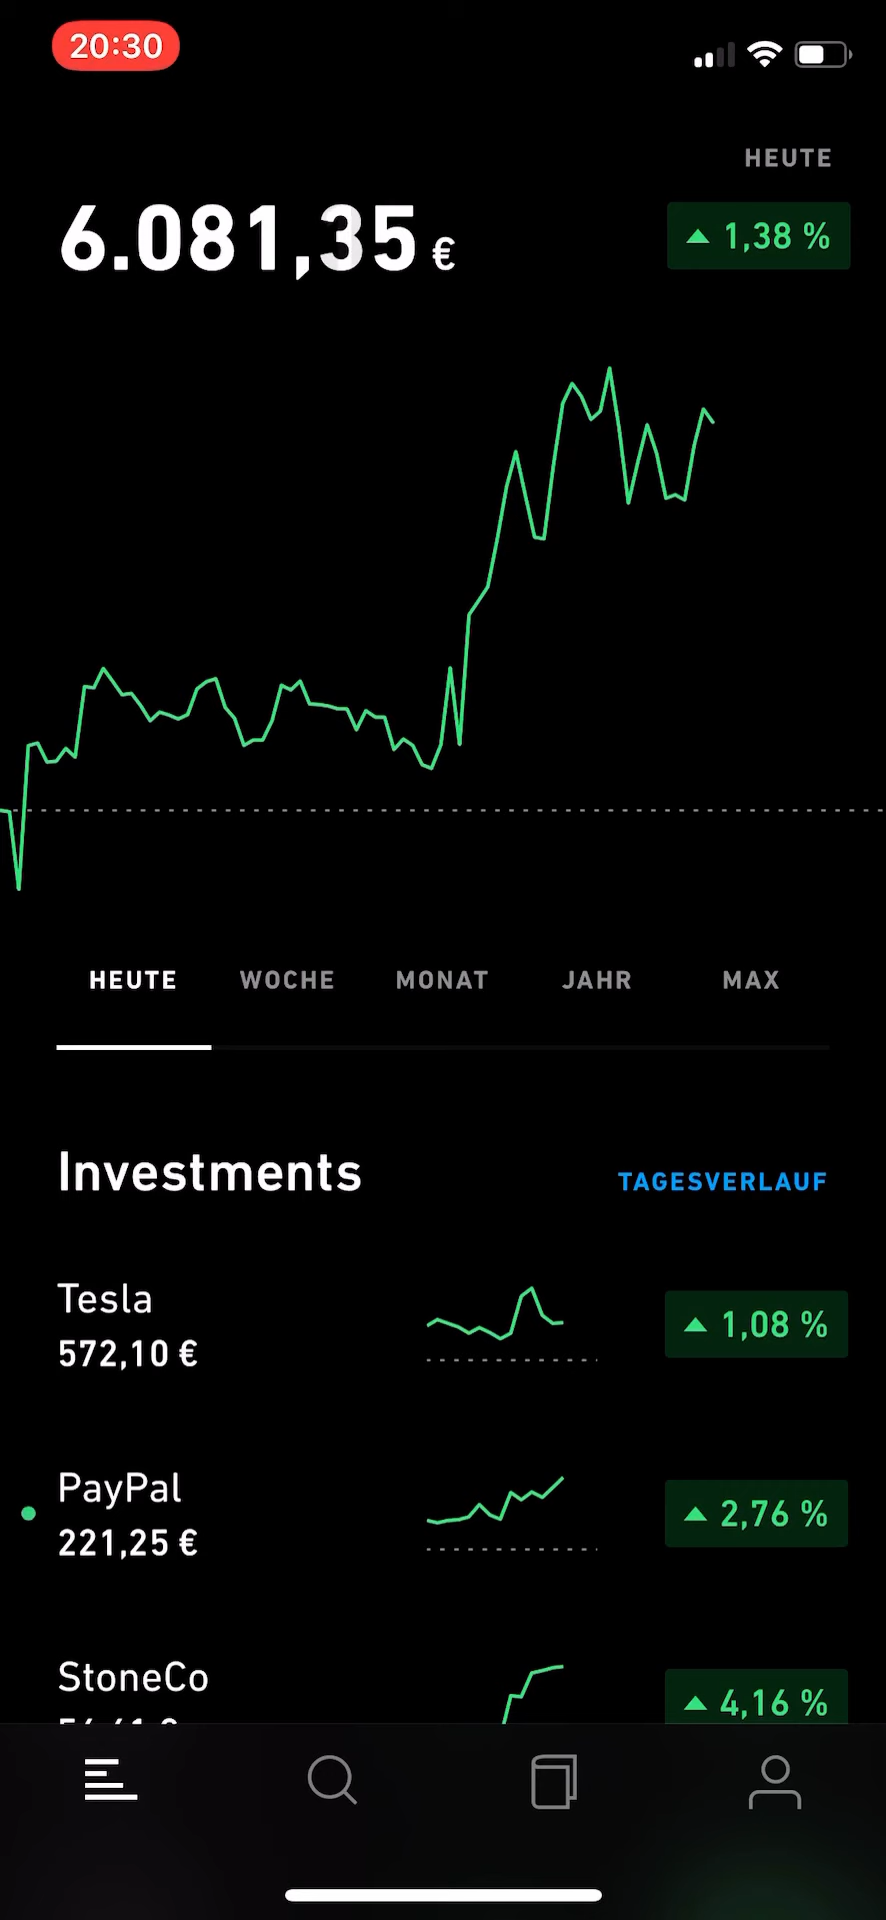 20:30
HEUTE
6.081,35 €
1,38 %
HEUTE WOCHE MONAT JAHR MAX
Investments
TAGESVERLAUF
Tesla
572,10 €
1,08 %
PayPal
221,25 €
2,76 %
StoneCo
4,16 %